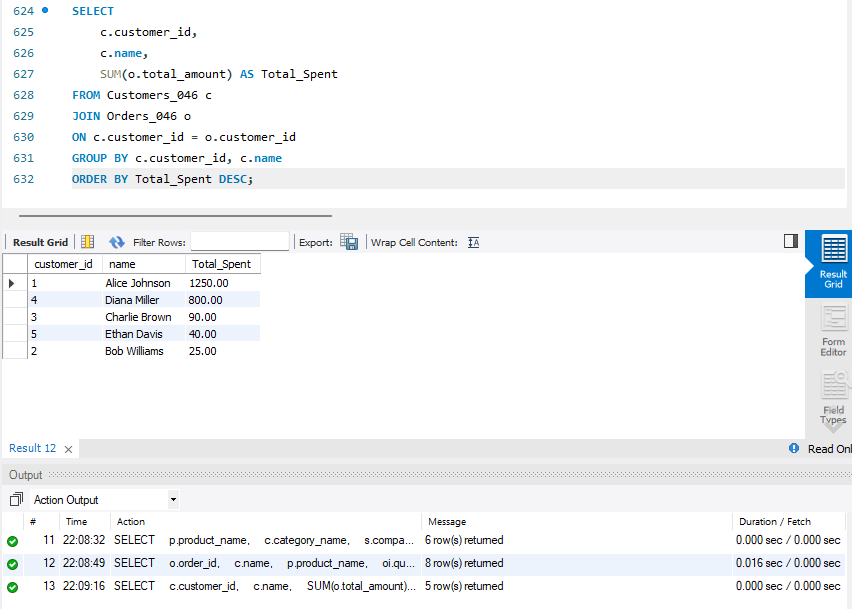 624 SELECT
625 c.customer_id,
626 c.name,
627 SUM(o.total_amount) AS Total_Spent
628 FROM Customers_046 c
629 JOIN Orders_046 o
630 ON c.customer_id = o.customer_id
631 GROUP BY c.customer_id, c.name
632 ORDER BY Total_Spent DESC;
Result Grid Filter Rows: Export: Wrap Cell Content: IA
customer_id name Total_Spent
1 Alice Johnson 1250.00
4 Diana Miller 800.00
3 Charlie Brown 90.00
5 Ethan Davis 40.00
2 Bob Williams 25.00
Result
Grid
Form
Editor
Field
Types
Result 12 Read Onl
Output
Action Output
# Time Action Message Duration / Fetch
11 22:08:32 SELECT p.product_name, c.category_name, s.compa... 6 row(s) returned 0.000 sec / 0.000 sec
12 22:08:49 SELECT o.order_id, c.name, p.product_name, oi.qu... 8 row(s) returned 0.016 sec / 0.000 sec
13 22:09:16 SELECT c.customer_id, c.name, SUM(o.total_amount)... 5 row(s) returned 0.000 sec / 0.000 sec